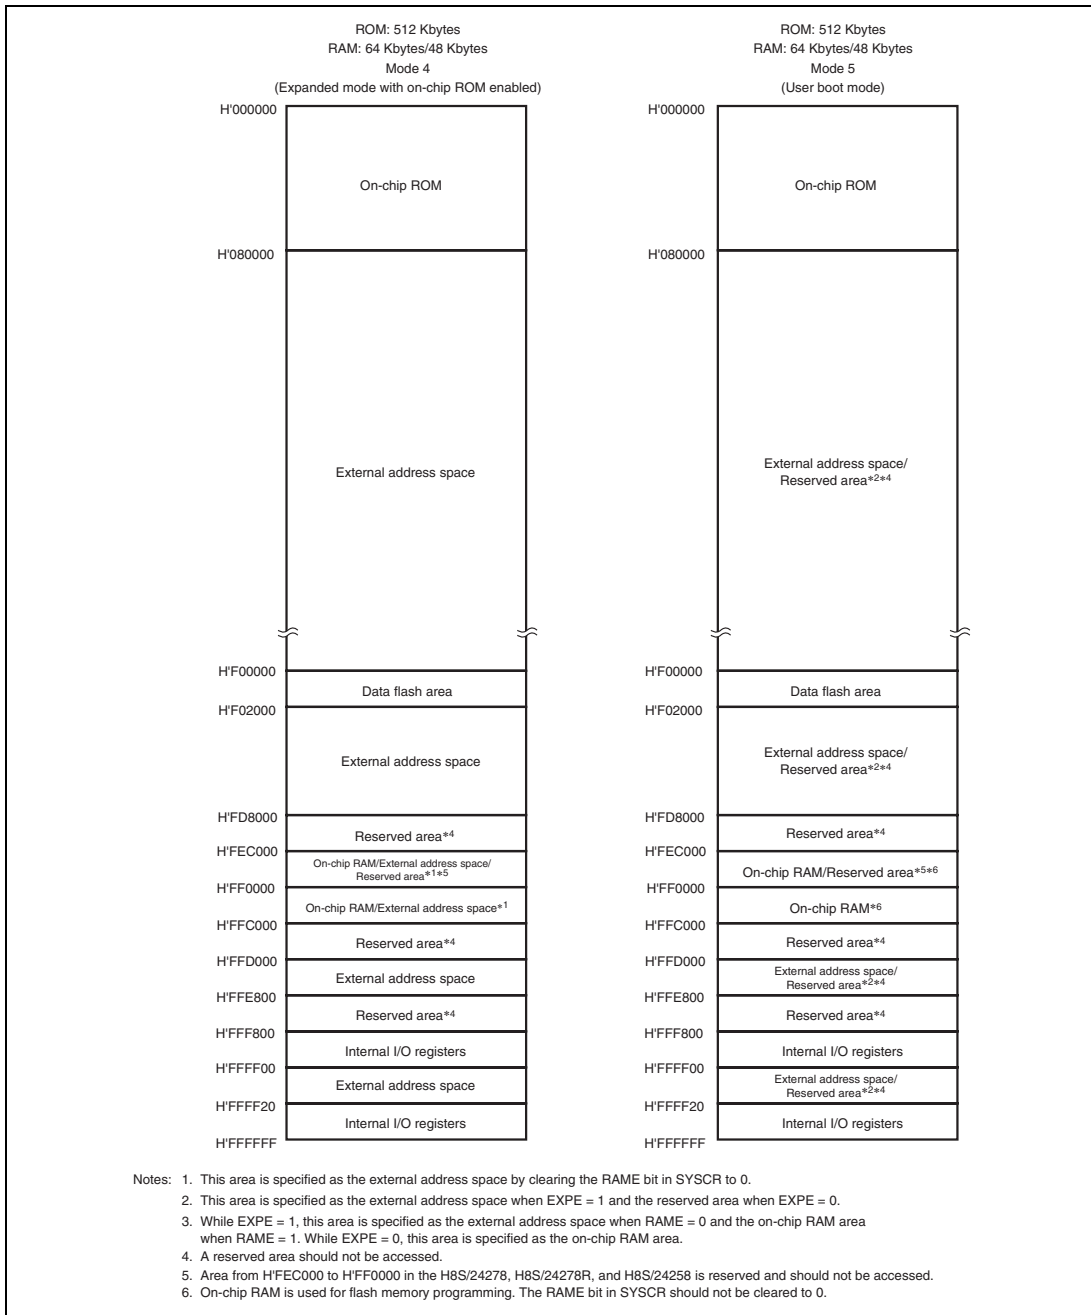 ROM: 512 Kbytes
RAM: 64 Kbytes/48 Kbytes
Mode 4
(Expanded mode with on-chip ROM enabled)
H'000000
On-chip ROM
H'080000
External address space
H'F00000
Data flash area
H'F02000
External address space
H'FD8000
Reserved area*4
H'FEC000
On-chip RAM/External address space/
Reserved area*1*5
H'FF0000
On-chip RAM/External address space*1
H'FFC000
Reserved area*4
H'FFD000
External address space
H'FFE800
Reserved area*4
H'FFF800
Internal I/O registers
H'FFFF00
External address space
H'FFFF20
Internal I/O registers
H'FFFFFF
ROM: 512 Kbytes
RAM: 64 Kbytes/48 Kbytes
Mode 5
(User boot mode)
H'000000
On-chip ROM
H'080000
External address space/
Reserved area*2*4
H'F00000
Data flash area
H'F02000
External address space/
Reserved area*2*4
H'FD8000
Reserved area*4
H'FEC000
On-chip RAM/Reserved area*5*6
H'FF0000
On-chip RAM*6
H'FFC000
Reserved area*4
H'FFD000
External address space/
Reserved area*2*4
H'FFE800
Reserved area*4
H'FFF800
Internal I/O registers
H'FFFF00
External address space/
Reserved area*2*4
H'FFFF20
Internal I/O registers
H'FFFFFF
Notes: 1. This area is specified as the external address space by clearing the RAME bit in SYSCR to 0.
2. This area is specified as the external address space when EXPE = 1 and the reserved area when EXPE = 0.
3. While EXPE = 1, this area is specified as the external address space when RAME = 0 and the on-chip RAM area
when RAME = 1. While EXPE = 0, this area is specified as the on-chip RAM area.
4. A reserved area should not be accessed.
5. Area from H'FEC000 to H'FF0000 in the H8S/24278, H8S/24278R, and H8S/24258 is reserved and should not be accessed.
6. On-chip RAM is used for flash memory programming. The RAME bit in SYSCR should not be cleared to 0.